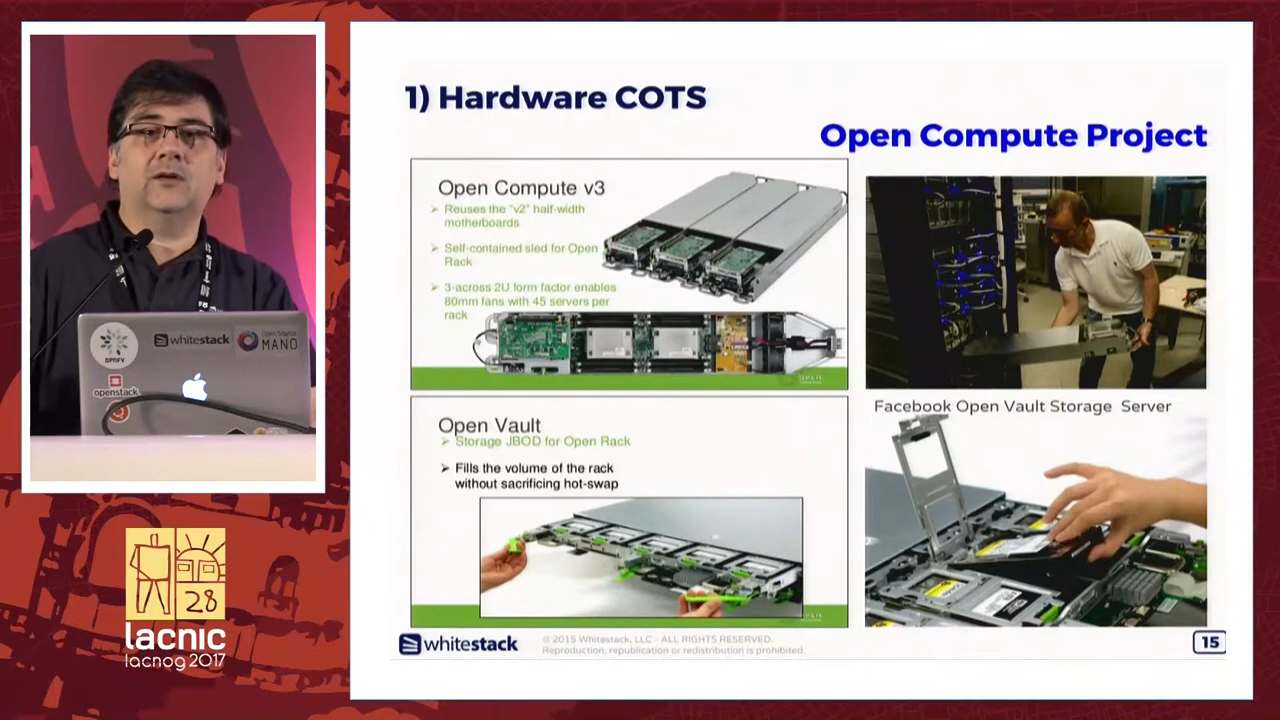 1) Hardware COTS
Open Compute Project
Open Compute v3
Reuses the "v2" half-width
motherboards
Self-contained sled for Open
Rack
3-across 2U form factor enables
80mm fans with 45 servers per
rack
Open Vault
Storage JBOD for Open Rack
Fills the volume of the rack
without sacrificing hot-swap
Facebook Open Vault Storage Server
whitestack
© 2015 Whitestack, LLC - ALL RIGHTS RESERVED.
Reproduction, republication or redistribution is prohibited.
15
OPNFV
whitestack
Open Source
MANO
openstack
28
lacnic
lacnog 2017